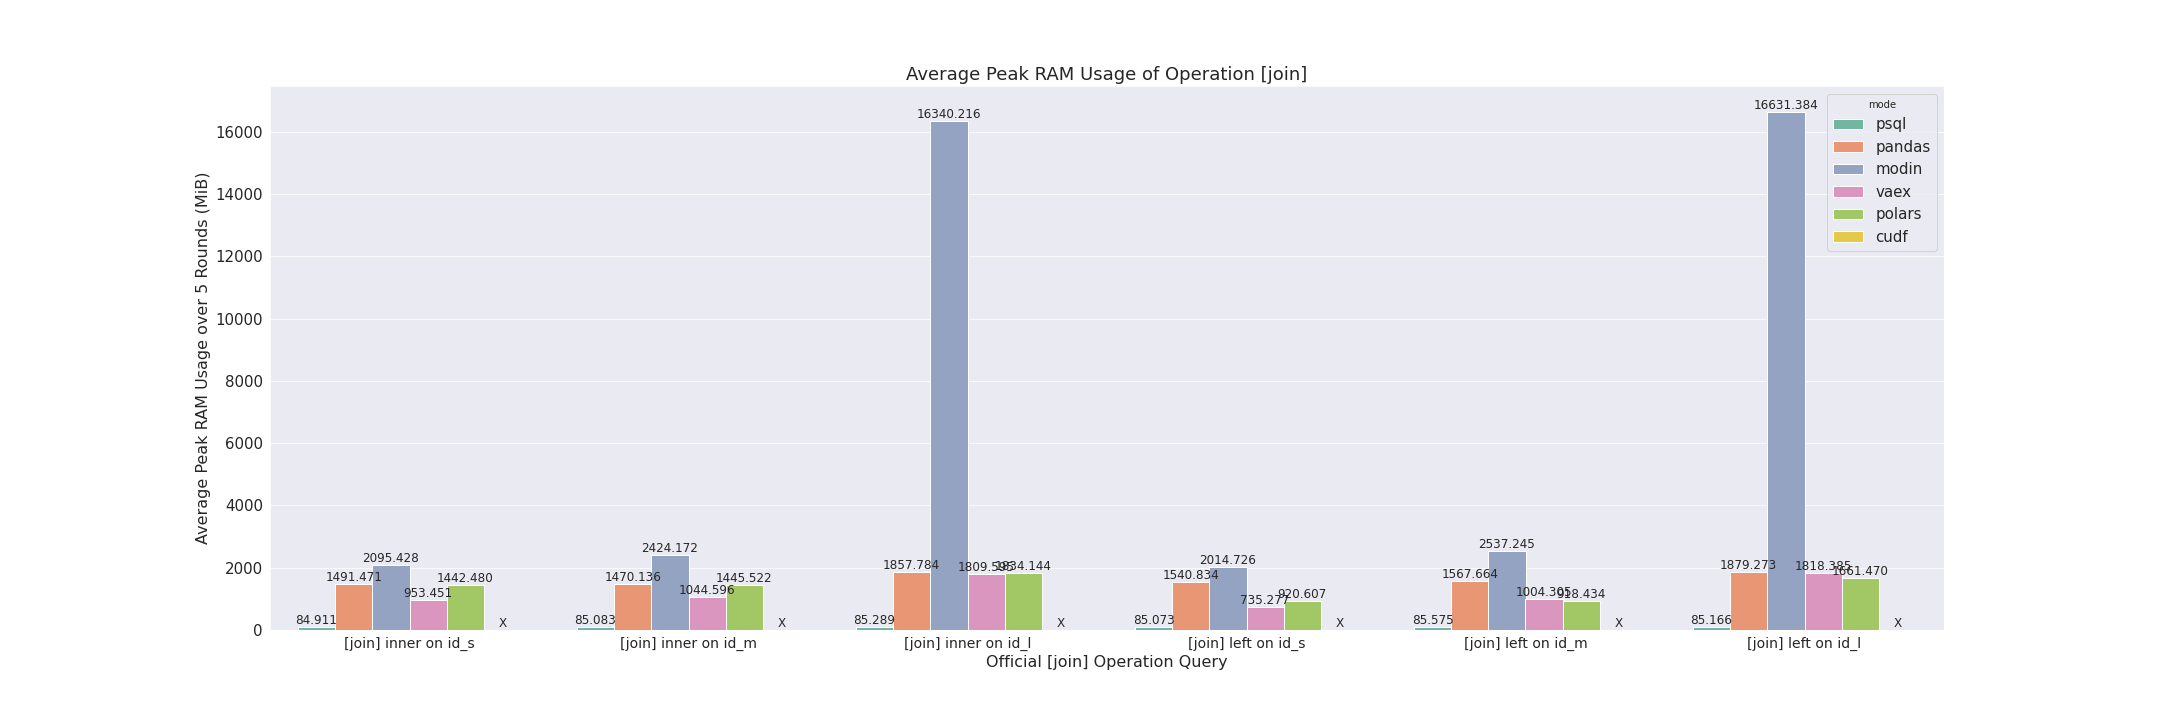 Average Peak RAM Usage of Operation [join]
Average Peak RAM Usage over 5 Rounds (MiB)
16000
14000
12000
10000
8000
6000
4000
2000
0
mode
psql
pandas
modin
vaex
polars
cudf
84.911
1491.471
2095.428
953.451
1442.480
X
85.083
1470.136
2424.172
1044.596
1445.522
X
85.289
1857.784
16340.216
1834.144
X
85.073
1540.834
2014.726
735.277
920.607
X
85.575
1567.664
2537.245
1004.305
918.434
X
85.166
1879.273
16631.384
1818.385
1661.470
X
[join] inner on id_s
[join] inner on id_m
[join] inner on id_l
[join] left on id_s
[join] left on id_m
[join] left on id_l
Official [join] Operation Query